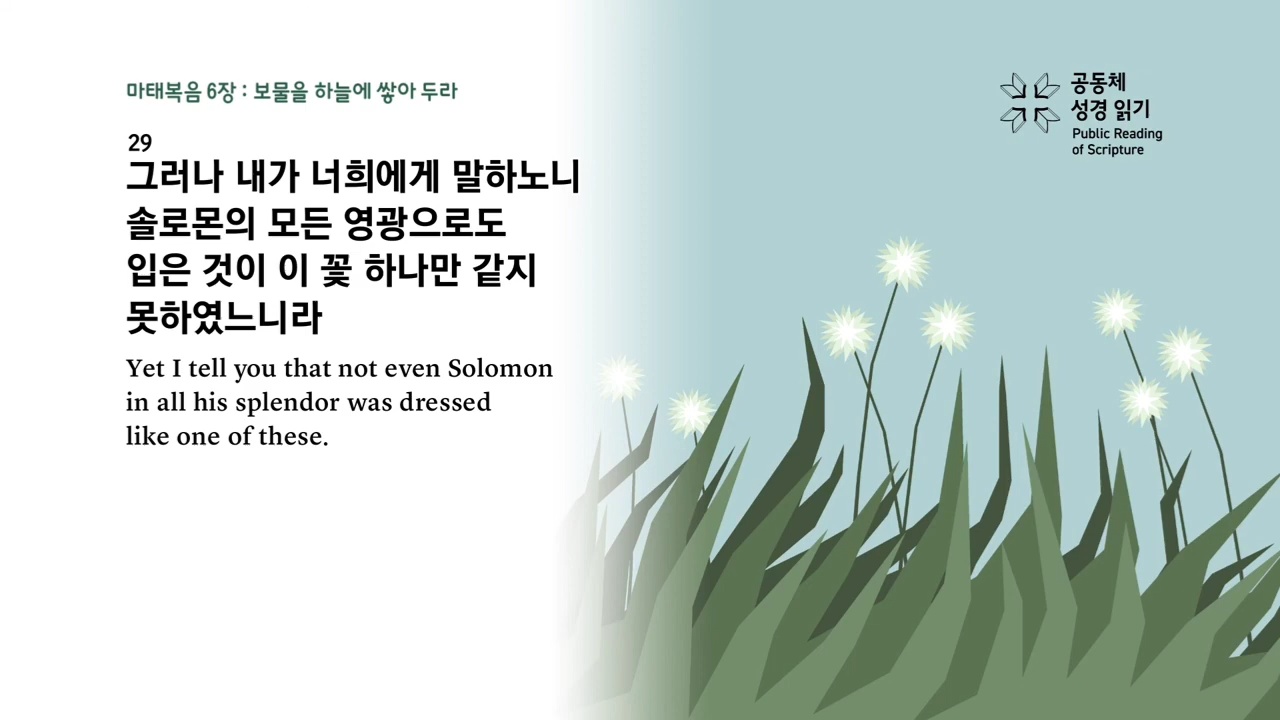 마태복음 6장 : 보물을 하늘에 쌓아 두라
29
그러나 내가 너희에게 말하노니
솔로몬의 모든 영광으로도
입은 것이 이 꽃 하나만 같지
못하였느니라
Yet I tell you that not even Solomon
in all his splendor was dressed
like one of these.
공동체
성경 읽기
Public Reading
of Scripture